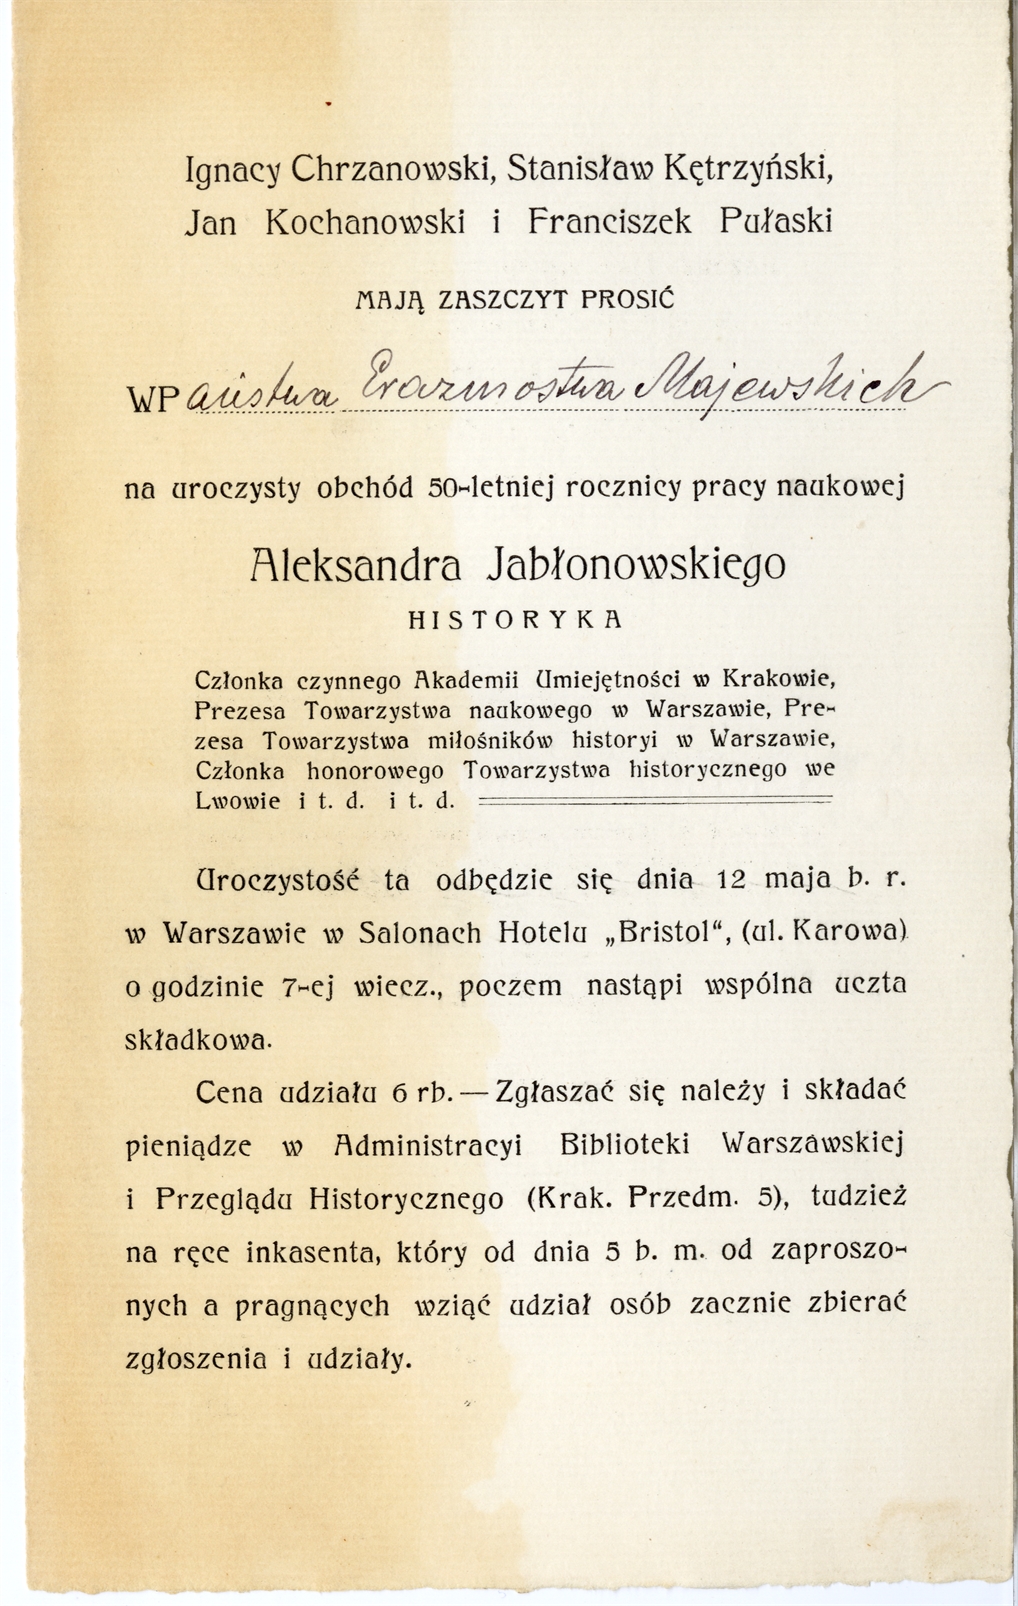 Ignacy Chrzanowski, Stanisław Kętrzyński,
Jan Kochanowski i Franciszek Pułaski
MAJĄ ZASZCZYT PROSIĆ
WPaństwa Erazmostwa Majewskich
na uroczysty obchód 50-letniej rocznicy pracy naukowej
Aleksandra Jabłonowskiego
HISTORYKA
Członka czynnego Akademii Umiejętności w Krakowie,
Prezesa Towarzystwa naukowego w Warszawie, Pre-
zesa Towarzystwa miłośników historyi w Warszawie,
Członka honorowego Towarzystwa historycznego we
Lwowie i t. d. i t. d.
Uroczystość ta odbędzie się dnia 12 maja b. r.
w Warszawie w Salonach Hotelu „Bristol“, (ul. Karowa)
o godzinie 7-ej wiecz., poczem nastąpi wspólna uczta
składkowa.
Cena udziału 6 rb. — Zgłaszać się należy i składać
pieniądze w Administracyi Biblioteki Warszawskiej
i Przeglądu Historycznego (Krak. Przedm. 5), tudzież
na ręce inkasenta, który od dnia 5 b. m. od zaproszo-
nych a pragnących wziąć udział osób zacznie zbierać
zgłoszenia i udziały.